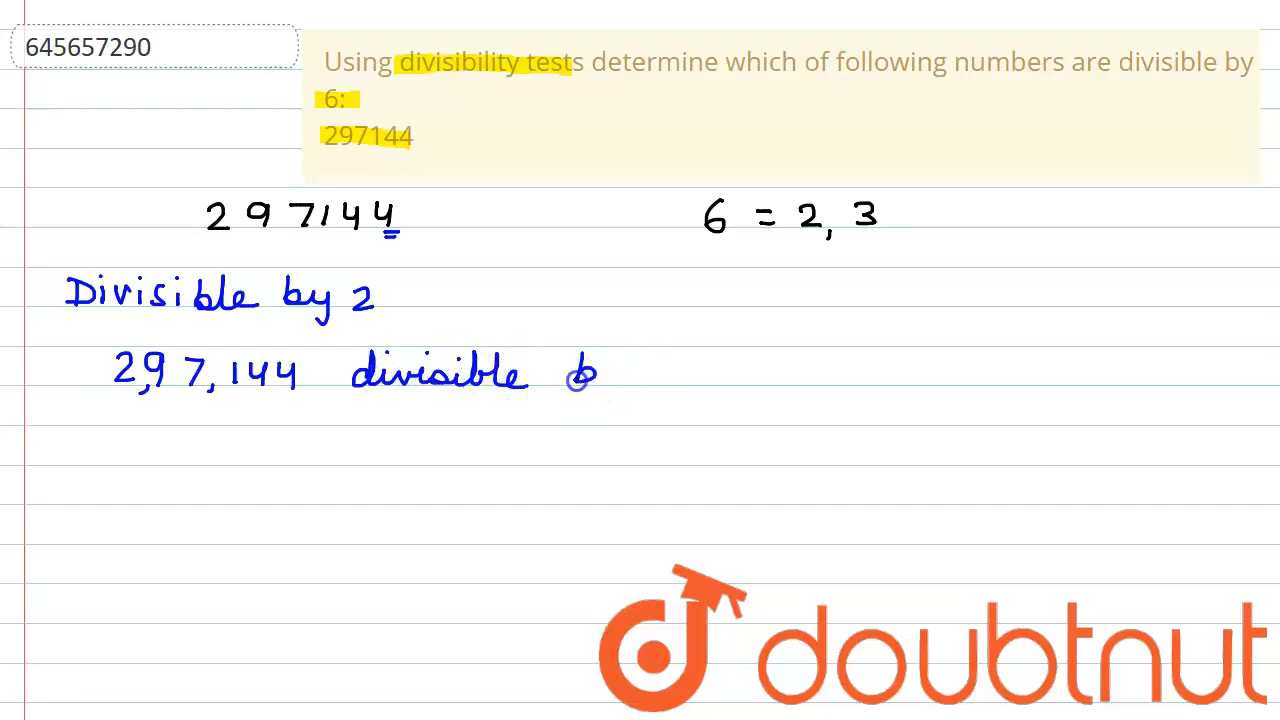 645657290
Using divisibility tests determine which of following numbers are divisible by
6:
297144
297144
6 = 2, 3
Divisible by 2
2,97,144 divisible b
doubtnut